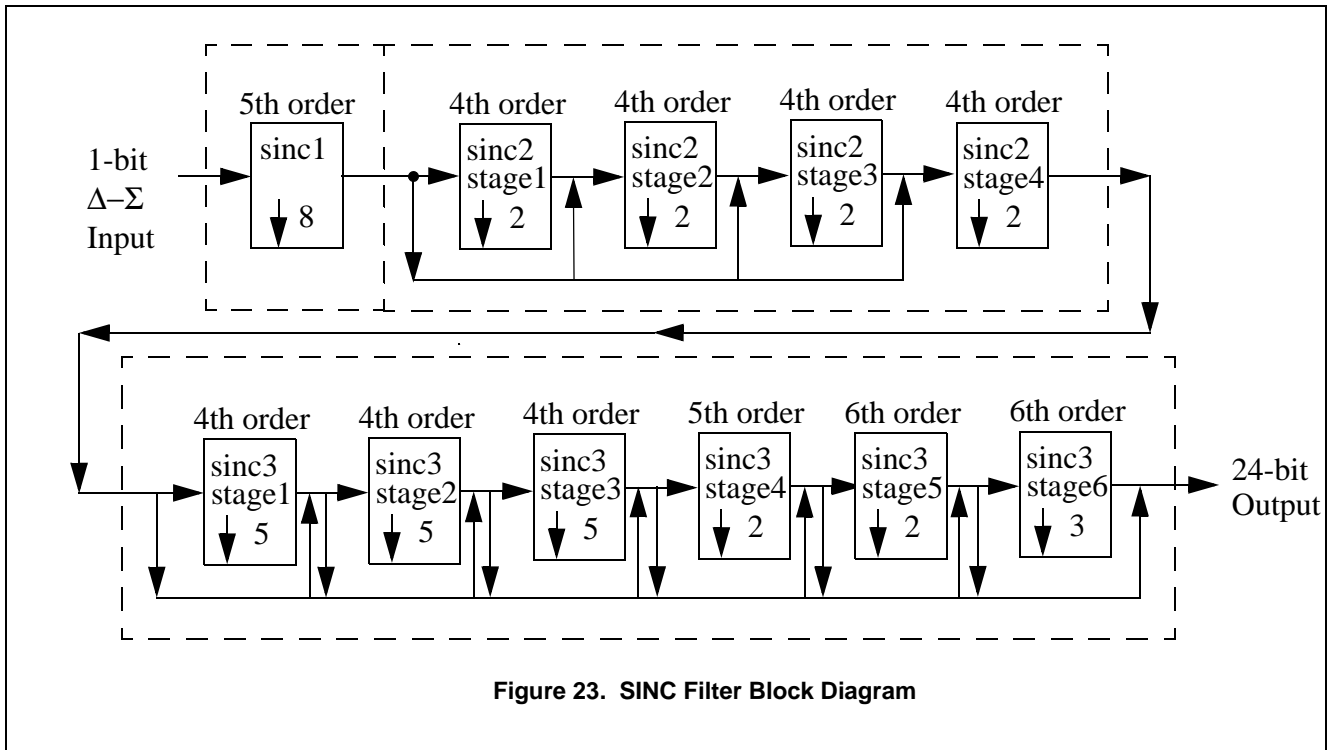 5th order
4th order
4th order
4th order
4th order
1-bit
Δ–Σ
Input
sinc1
8
sinc2
stage1
2
sinc2
stage2
2
sinc2
stage3
2
sinc2
stage4
2
4th order
4th order
4th order
5th order
6th order
6th order
sinc3
stage1
5
sinc3
stage2
5
sinc3
stage3
5
sinc3
stage4
2
sinc3
stage5
2
sinc3
stage6
3
24-bit
Output
Figure 23. SINC Filter Block Diagram